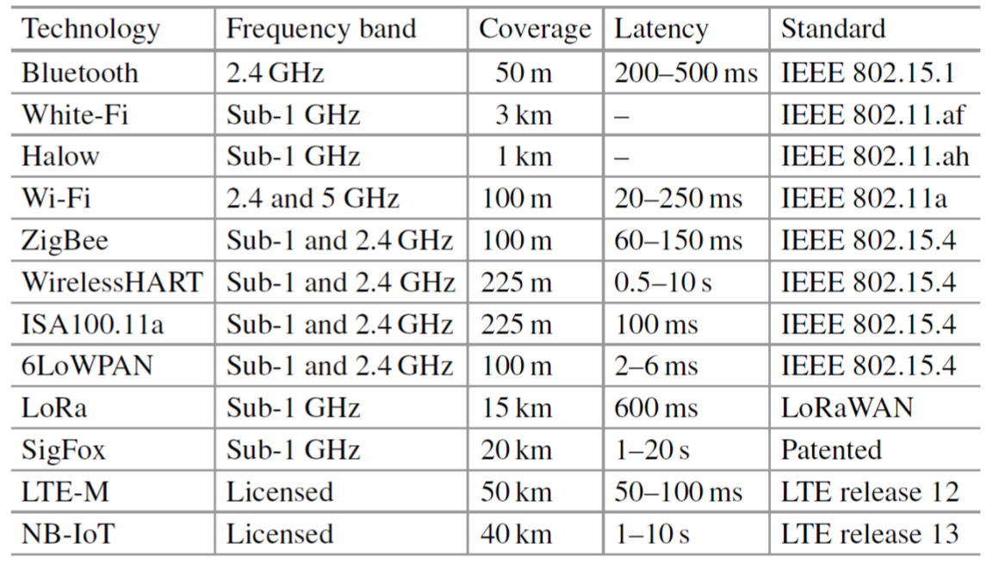 Technology Frequency band Coverage Latency Standard
Bluetooth 2.4 GHz 50 m 200–500 ms IEEE 802.15.1
White-Fi Sub-1 GHz 3 km – IEEE 802.11.af
Halow Sub-1 GHz 1 km – IEEE 802.11.ah
Wi-Fi 2.4 and 5 GHz 100 m 20–250 ms IEEE 802.11a
ZigBee Sub-1 and 2.4 GHz 100 m 60–150 ms IEEE 802.15.4
WirelessHART Sub-1 and 2.4 GHz 225 m 0.5–10 s IEEE 802.15.4
ISA100.11a Sub-1 and 2.4 GHz 225 m 100 ms IEEE 802.15.4
6LoWPAN Sub-1 and 2.4 GHz 100 m 2–6 ms IEEE 802.15.4
LoRa Sub-1 GHz 15 km 600 ms LoRaWAN
SigFox Sub-1 GHz 20 km 1–20 s Patented
LTE-M Licensed 50 km 50–100 ms LTE release 12
NB-IoT Licensed 40 km 1–10 s LTE release 13